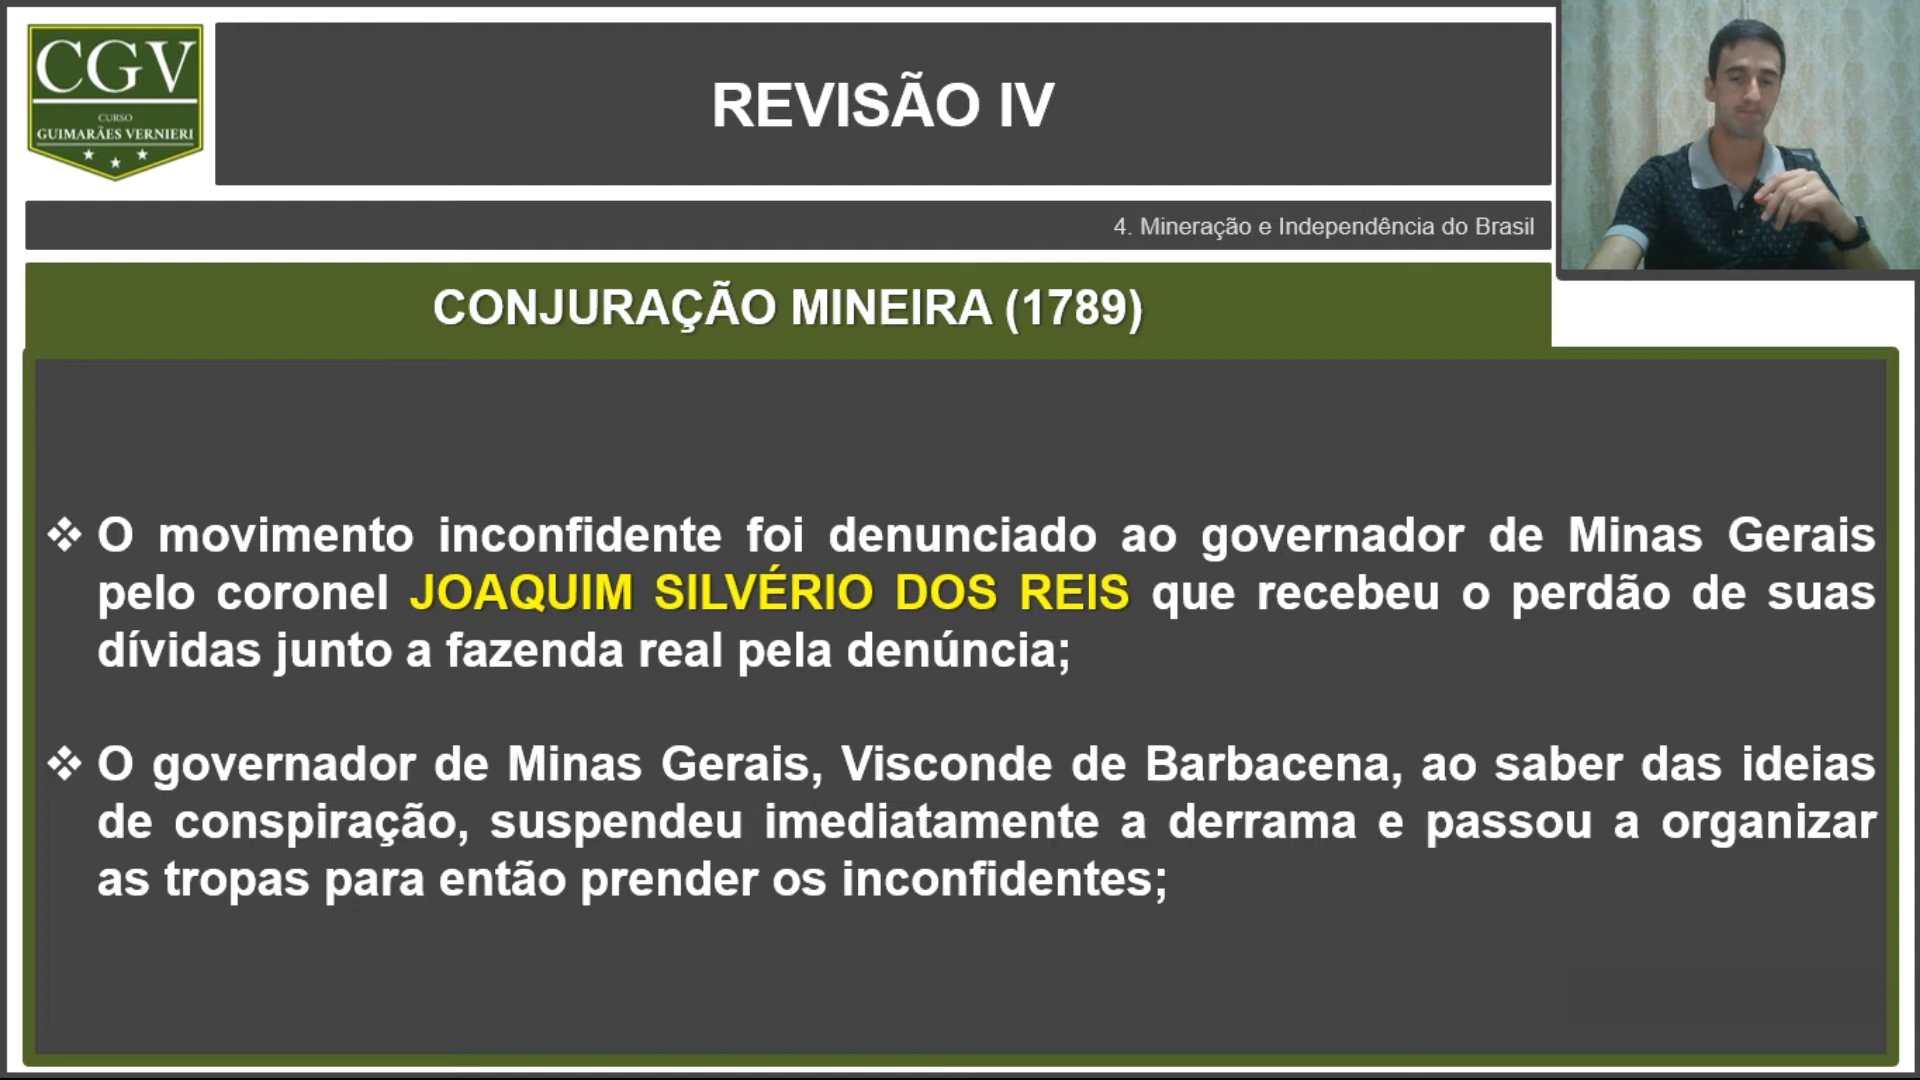 CGV
CURSO
GUIMARÃES VERNIERI
REVISÃO IV
4. Mineração e Independência do Brasil
CONJURAÇÃO MINEIRA (1789)
❖ O movimento inconfidente foi denunciado ao governador de Minas Gerais
pelo coronel JOAQUIM SILVÉRIO DOS REIS que recebeu o perdão de suas
dívidas junto a fazenda real pela denúncia;
❖ O governador de Minas Gerais, Visconde de Barbacena, ao saber das ideias
de conspiração, suspendeu imediatamente a derrama e passou a organizar
as tropas para então prender os inconfidentes;